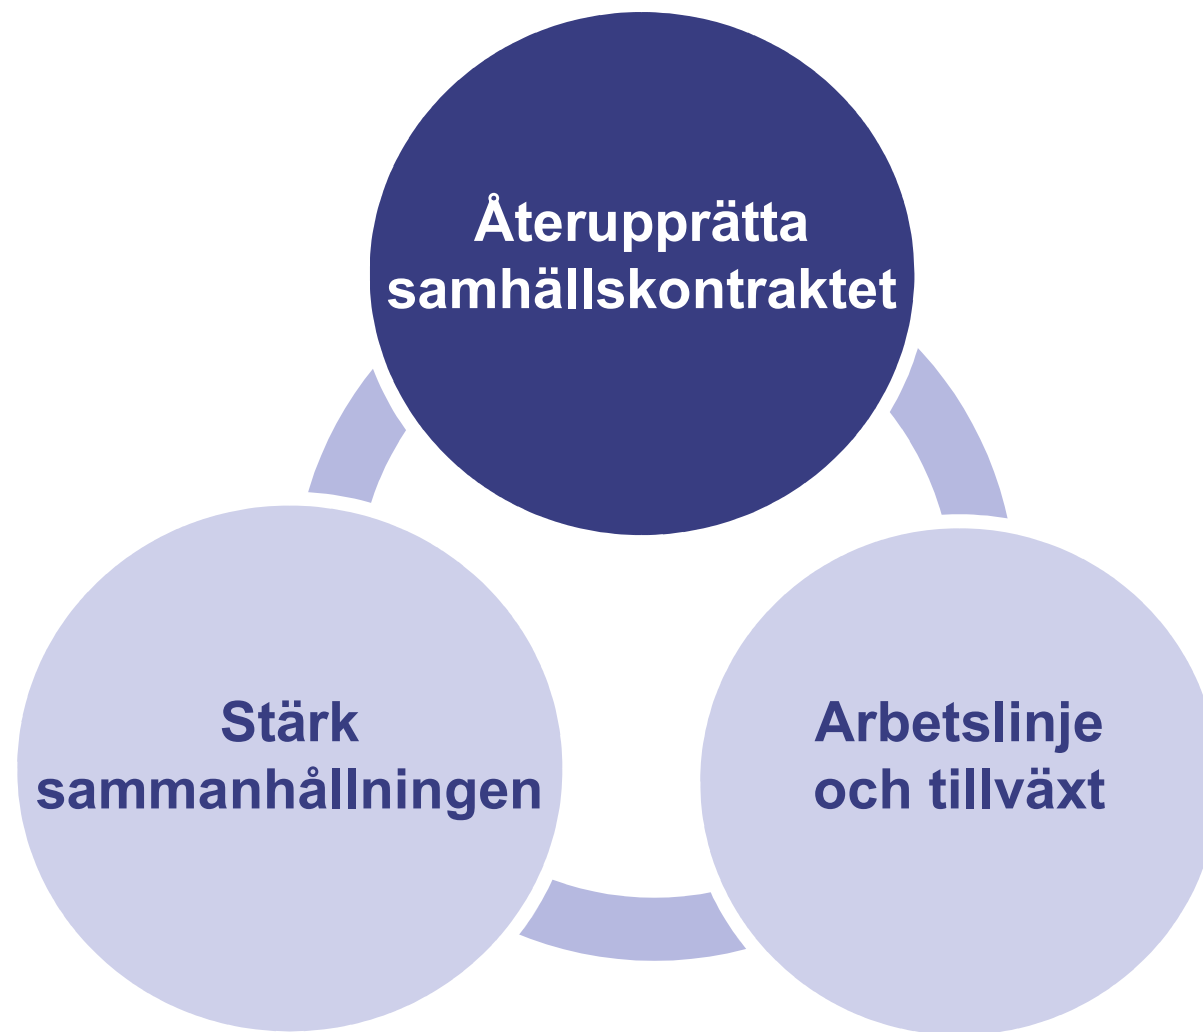 Återupprätta
samhällskontraktet
Stärk
sammanhållningen
Arbetslinje
och tillväxt